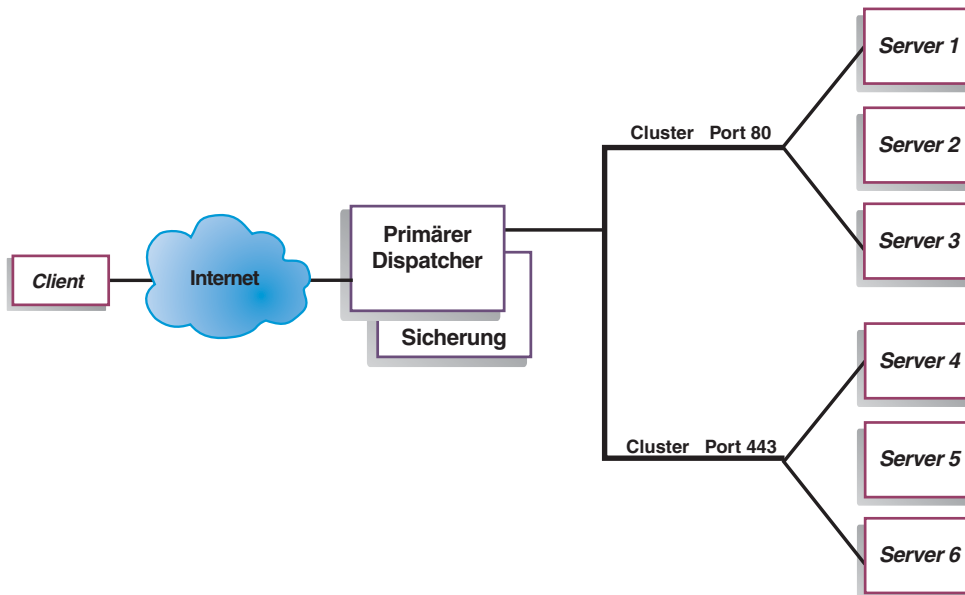 Client
Internet
Primärer
Dispatcher
Sicherung
Cluster Port 80
Server 1
Server 2
Server 3
Cluster Port 443
Server 4
Server 5
Server 6